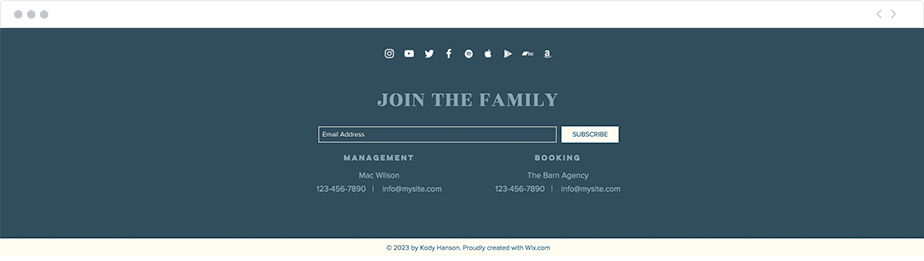 bc
JOIN THE FAMILY
Email Address
SUBSCRIBE
MANAGEMENT
BOOKING
Mac Wilson
The Barn Agency
123-456-7890 | info@mysite.com
123-456-7890 | info@mysite.com
© 2023 by Kody Hanson. Proudly created with Wix.com